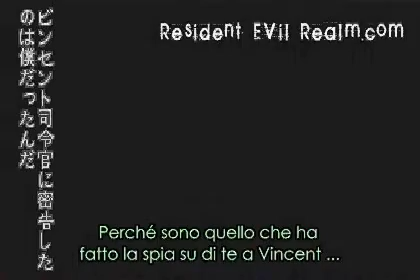 Resident Evil Realm.com
ビンセント司令官に密告した
のは僕だったんだ
Perché sono quello che ha
fatto la spia su di te a Vincent ...